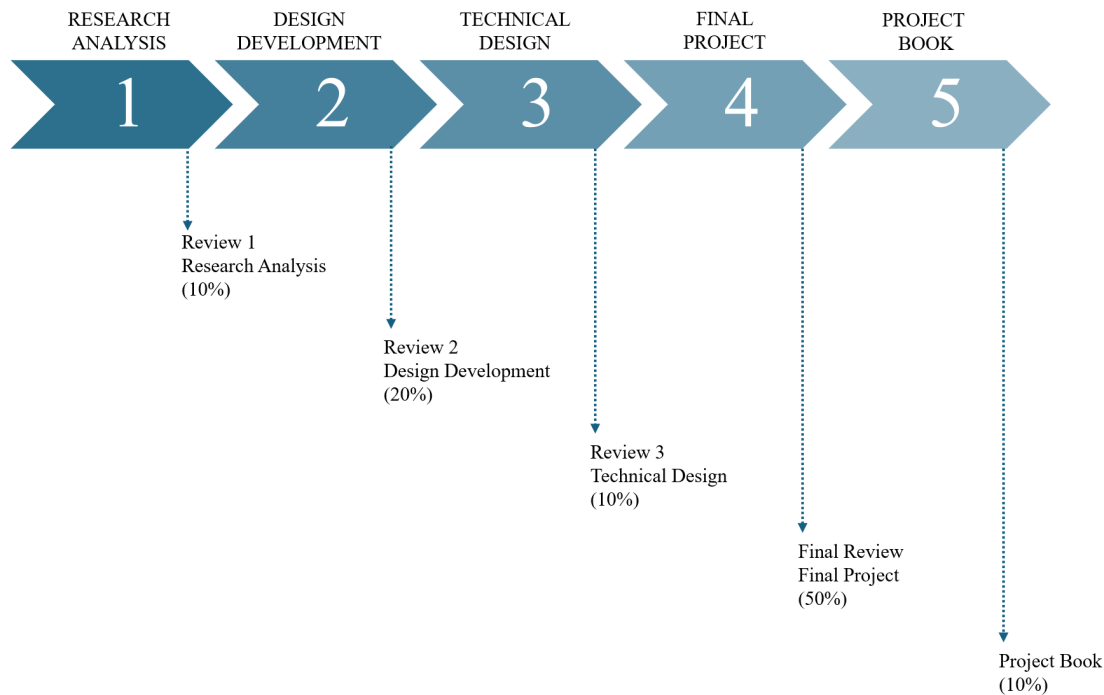 RESEARCH
ANALYSIS
DESIGN
DEVELOPMENT
TECHNICAL
DESIGN
FINAL
PROJECT
PROJECT
BOOK
1
2
3
4
5
Review 1
Research Analysis
(10%)
Review 2
Design Development
(20%)
Review 3
Technical Design
(10%)
Final Review
Final Project
(50%)
Project Book
(10%)